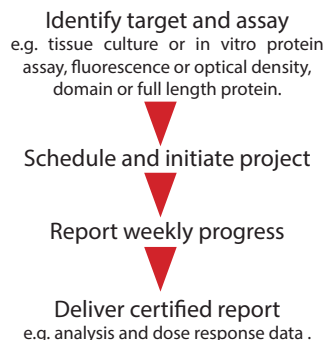 Identify target and assay
e.g. tissue culture or in vitro protein
assay, fluorescence or optical density,
domain or full length protein.
Schedule and initiate project
Report weekly progress
Deliver certified report
e.g. analysis and dose response data .